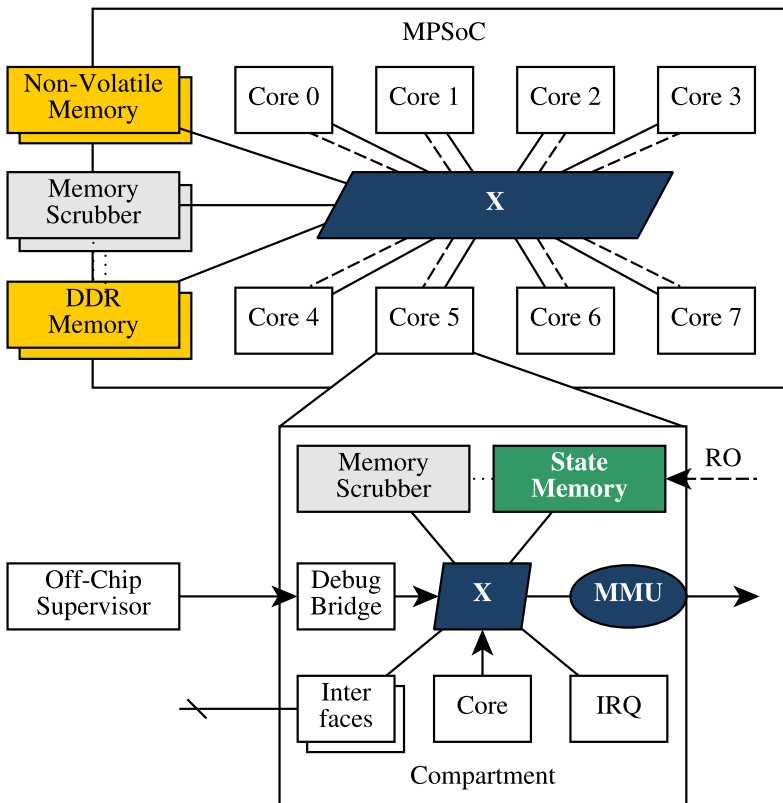 MPSoC
Non-Volatile
Memory
Core 0
Core 1
Core 2
Core 3
Memory
Scrubber
X
DDR
Memory
Core 4
Core 5
Core 6
Core 7
Memory
Scrubber
State
Memory
RO
Off-Chip
Supervisor
Debug
Bridge
X
MMU
Inter
faces
Core
IRQ
Compartment